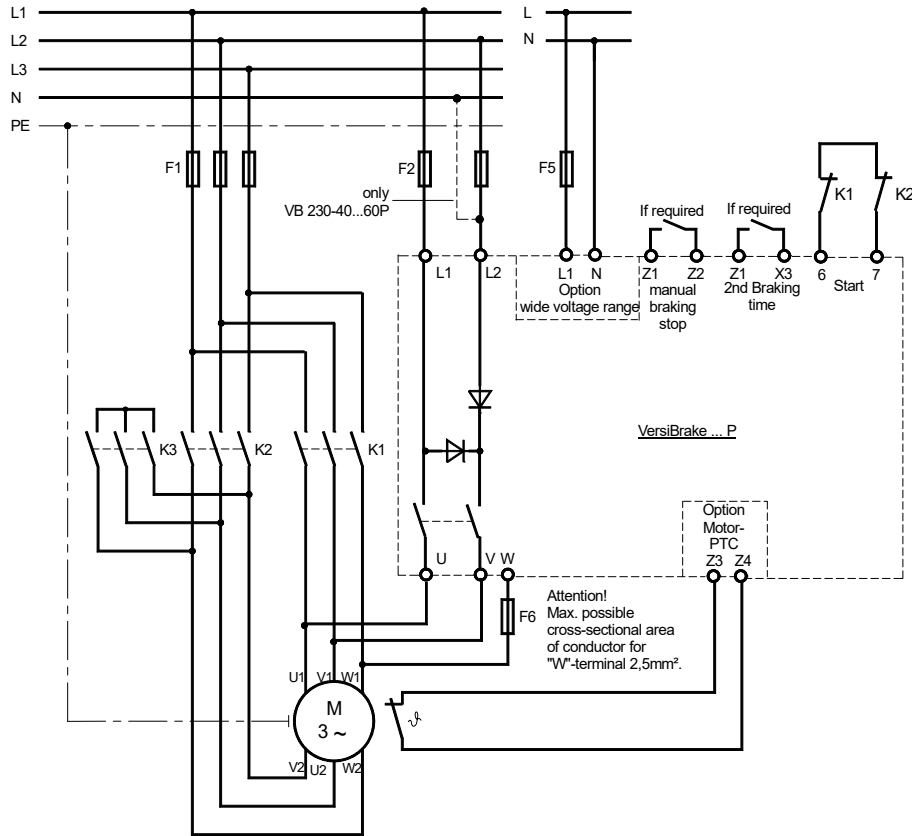 L1
L2
L3
N
PE
L
N
F1
F2
F5
only
VB 230-40...60P
K1
K2
If required
If required
L1
L2
L1
N
Z1
Z2
Z1
X3
6
7
Option
wide voltage range
manual
braking
stop
2nd Braking
time
Start
K3
K2
K1
VersiBrake ... P
Option
Motor-
PTC
Z3
Z4
U
V
W
F6
Attention!
Max. possible
cross-sectional area
of conductor for
"W"-terminal 2,5mm².
U1
V1
W1
M
3 ~
ϑ
V2
U2
W2